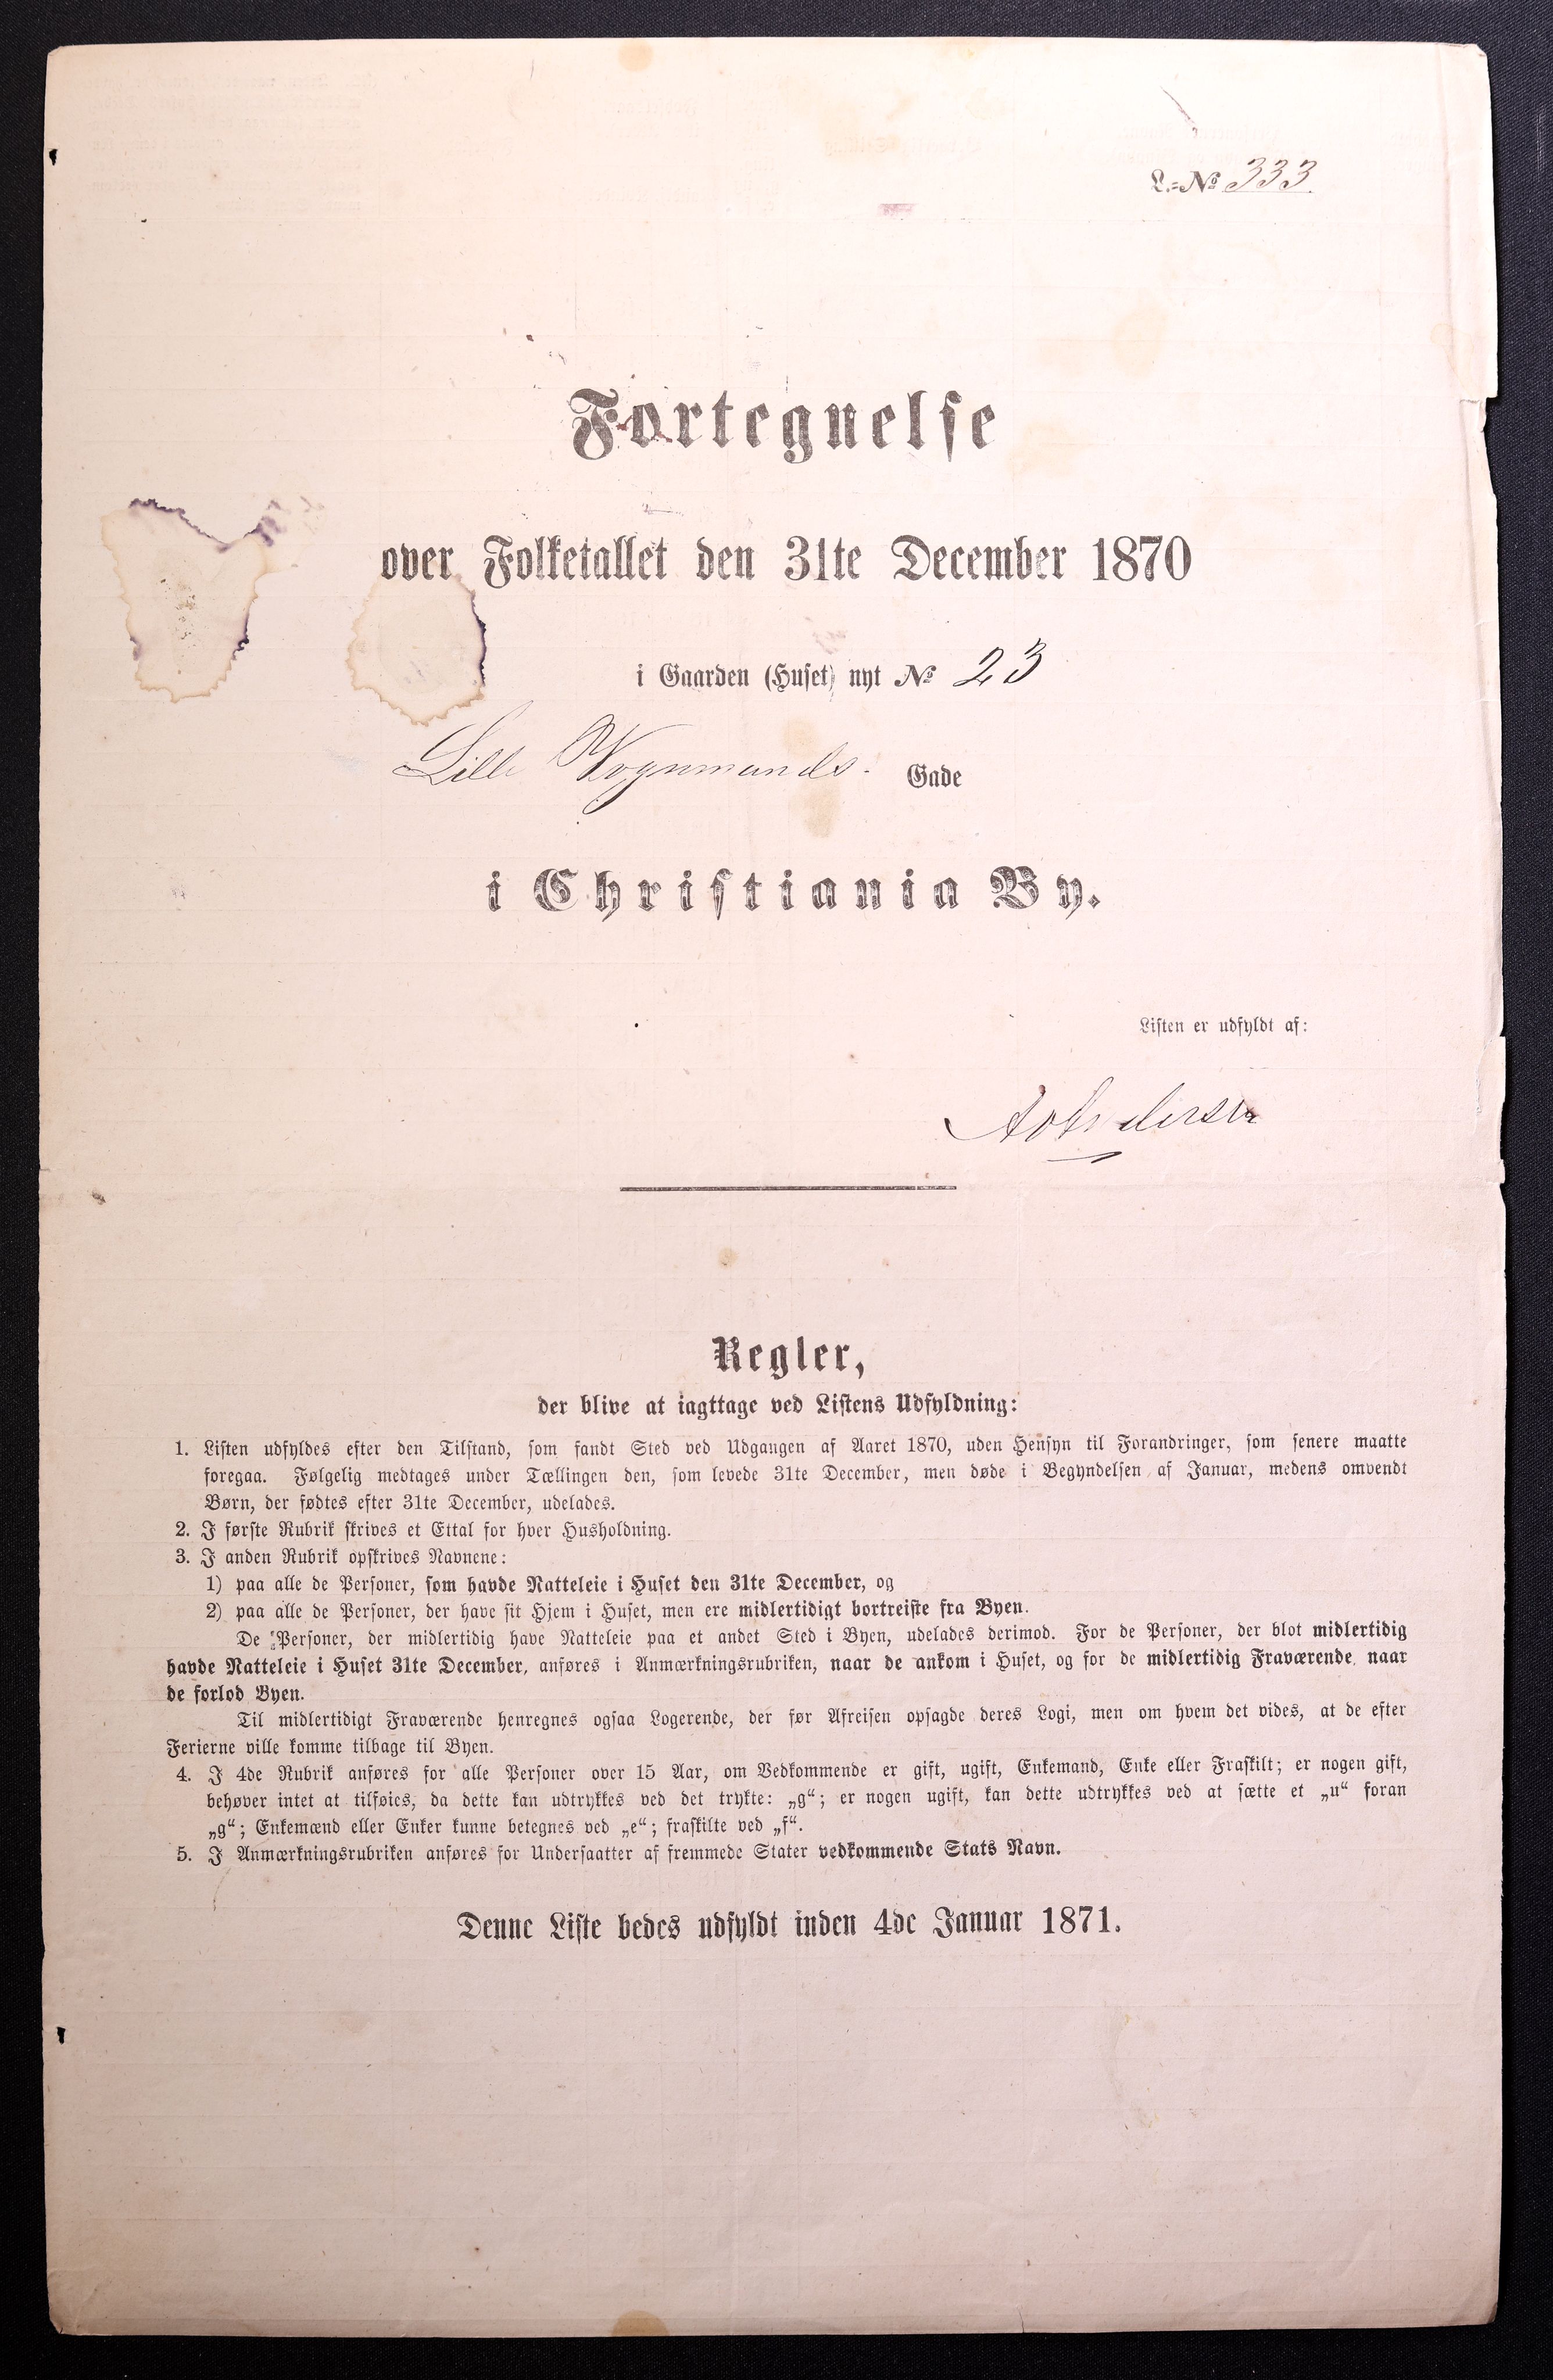 L.-No 333.
Fortegnelse
over Folketallet den 31te December 1870
i Gaarden (Huset) nyt No 23
Lille Vognmands- Gade
i Christiania By.
Listen er udfyldt af:
Regler,
der blive at iagttage ved Listens Udfyldning:
1. Listen udfyldes efter den Tilstand, som fandt Sted ved Udgangen af Aaret 1870, uden Hensyn til Forandringer, som senere maatte
foregaa. Følgelig medtages under Tællingen den, som levede 31te December, men døde i Begyndelsen af Januar, medens omvendt
Børn, der fødtes efter 31te December, udelades.
2. I første Rubrik skrives et Ettal for hver Husholdning.
3. I anden Rubrik opskrives Navnene:
1) paa alle de Personer, som havde Natteleie i Huset den 31te December, og
2) paa alle de Personer, der have sit Hjem i Huset, men ere midlertidigt bortreiste fra Byen.
De Personer, der midlertidig have Natteleie paa et andet Sted i Byen, udelades derimod. For de Personer, der blot midlertidig
havde Natteleie i Huset 31te December, anføres i Anmærkningsrubriken, naar de ankom i Huset, og for de midlertidig Fraværende naar
de forlod Byen.
Til midlertidigt Fraværende henregnes ogsaa Logerende, der før Afreisen opsagde deres Logi, men om hvem det vides, at de efter
Ferierne ville komme tilbage til Byen.
4. I 4de Rubrik anføres for alle Personer over 15 Aar, om Vedkommende er gift, ugift, Enkemand, Enke eller Fraskilt; er nogen gift,
behøver intet at tilføies, da dette kan udtrykkes ved det trykte: „g“; er nogen ugift, kan dette udtrykkes ved at sætte et „u“ foran
„g“; Enkemænd eller Enker kunne betegnes ved „e“; fraskilte ved „f“.
5. I Anmærkningsrubriken anføres for Undersaatter af fremmede Stater vedkommende Stats Navn.
Denne Liste bedes udfyldt inden 4de Januar 1871.